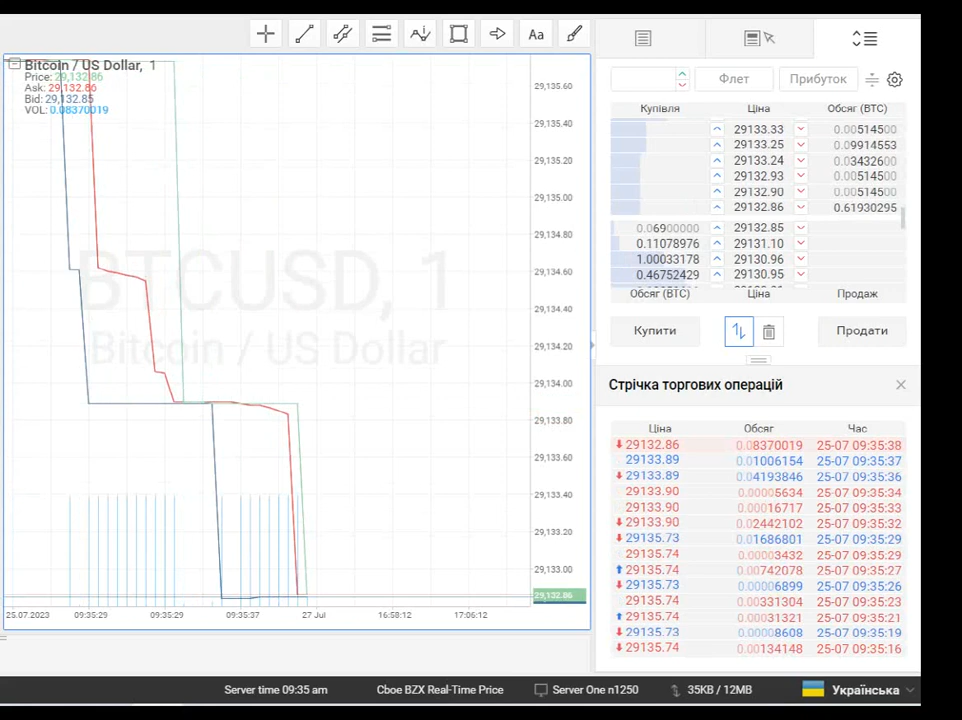 Aa
Bitcoin / US Dollar, 1
Price: 29,132.86
Ask: 29,132.86
Bid: 29,132.85
VOL: 0.08370019
BTCUSD, 1
Bitcoin / US Dollar
29,135.60
29,135.40
29,135.20
29,135.00
29,134.80
29,134.60
29,134.40
29,134.20
29,134.00
29,133.80
29,133.60
29,133.40
29,133.20
29,133.00
29,132.86
25.07.2023 09:35:29 09:35:29 09:35:37 27 Jul 16:58:12 17:06:12
Флет Прибуток
Купівля Ціна Обсяг (BTC)
29133.33 0.00514500
29133.25 0.09914553
29133.24 0.03432600
29132.93 0.00514500
29132.90 0.00514500
29132.86 0.61930295
0.06900000 29132.85
0.11078976 29131.10
1.00033178 29130.96
0.46752429 29130.95
Обсяг (BTC) Ціна Продаж
Купити Продати
Стрічка торгових операцій
Ціна Обсяг Час
29132.86 0.08370019 25-07 09:35:38
29133.89 0.01006154 25-07 09:35:37
29133.89 0.04193846 25-07 09:35:36
29133.90 0.00005634 25-07 09:35:34
29133.90 0.00016717 25-07 09:35:33
29133.90 0.02442102 25-07 09:35:32
29135.73 0.01686801 25-07 09:35:29
29135.74 0.00003432 25-07 09:35:29
29135.74 0.00742078 25-07 09:35:27
29135.73 0.00006899 25-07 09:35:26
29135.74 0.00331304 25-07 09:35:23
29135.74 0.00031321 25-07 09:35:21
29135.73 0.00008608 25-07 09:35:19
29135.74 0.00134148 25-07 09:35:16
Server time 09:35 am Cboe BZX Real-Time Price Server One n1250 35KB / 12MB Українська